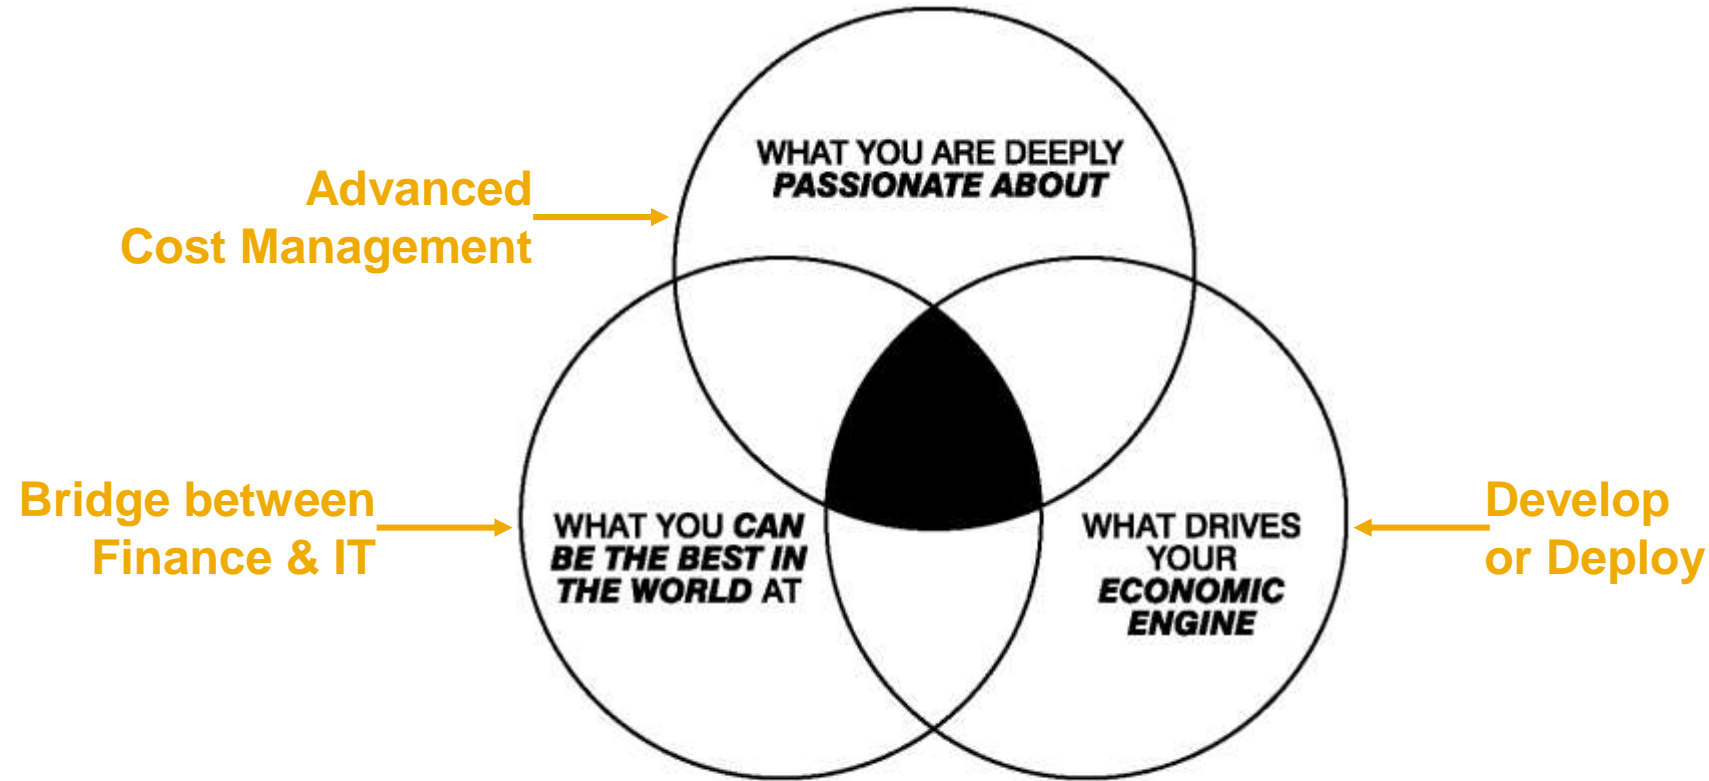 WHAT YOU ARE DEEPLY
PASSIONATE ABOUT
Advanced
Cost Management
Bridge between
Finance & IT
WHAT YOU CAN
BE THE BEST IN
THE WORLD AT
WHAT DRIVES
YOUR
ECONOMIC
ENGINE
Develop
or Deploy